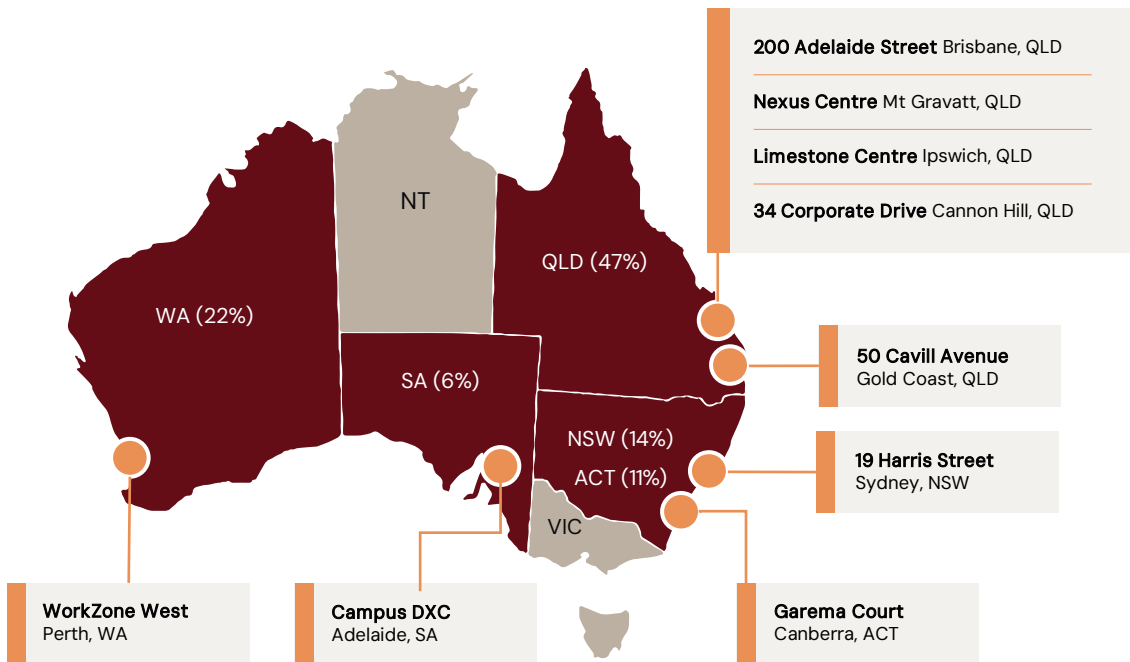 200 Adelaide Street Brisbane, QLD
Nexus Centre Mt Gravatt, QLD
Limestone Centre Ipswich, QLD
34 Corporate Drive Cannon Hill, QLD
NT
QLD (47%)
WA (22%)
SA (6%)
50 Cavill Avenue
Gold Coast, QLD
NSW (14%)
ACT (11%)
19 Harris Street
Sydney, NSW
VIC
WorkZone West
Perth, WA
Campus DXC
Adelaide, SA
Garema Court
Canberra, ACT